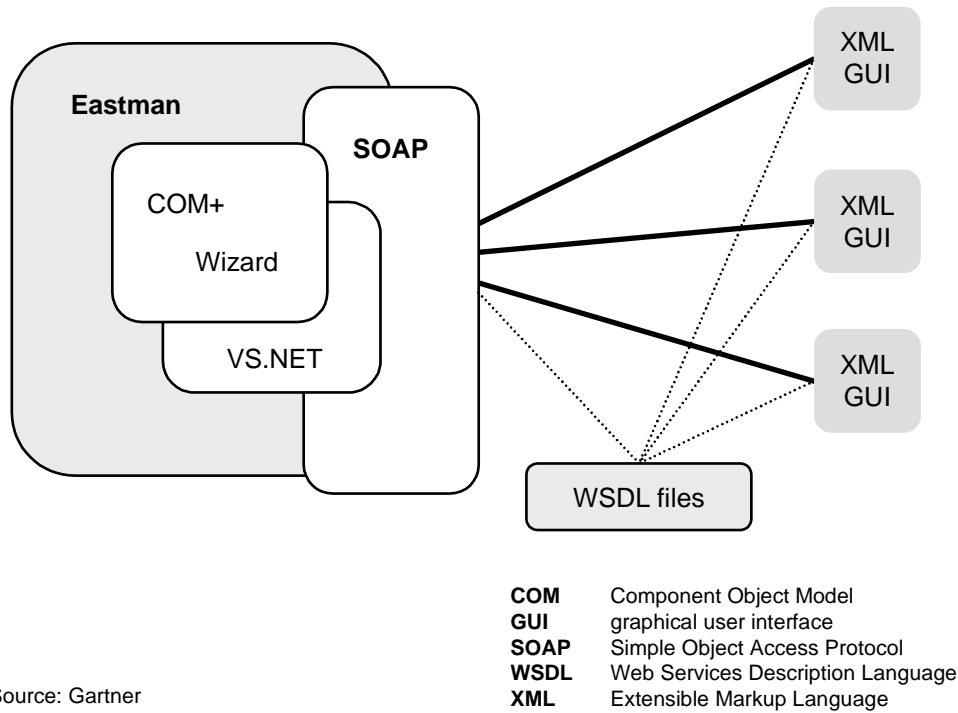 Eastman
SOAP
COM+
Wizard
VS.NET
XML
GUI
XML
GUI
XML
GUI
WSDL files
COM Component Object Model
GUI graphical user interface
SOAP Simple Object Access Protocol
WSDL Web Services Description Language
XML Extensible Markup Language
Source: Gartner